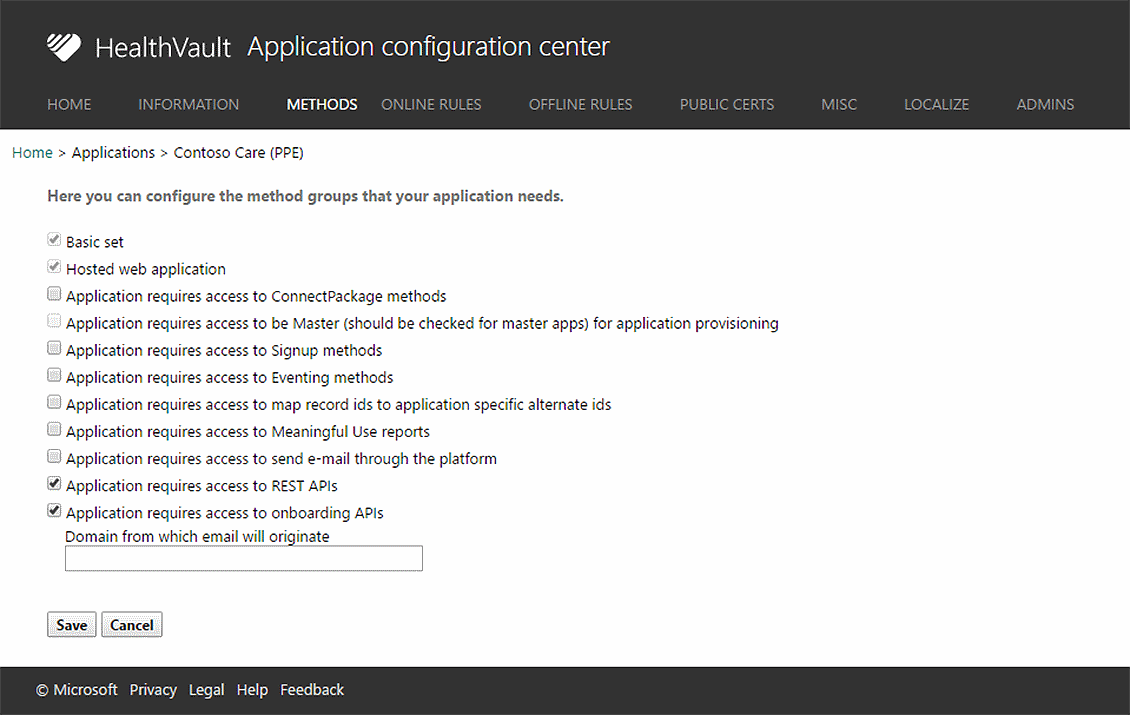 HealthVault Application configuration center
HOME INFORMATION METHODS ONLINE RULES OFFLINE RULES PUBLIC CERTS MISC LOCALIZE ADMINS
Home > Applications > Contoso Care (PPE)
Here you can configure the method groups that your application needs.
Basic set
Hosted web application
Application requires access to ConnectPackage methods
Application requires access to be Master (should be checked for master apps) for application provisioning
Application requires access to Signup methods
Application requires access to Eventing methods
Application requires access to map record ids to application specific alternate ids
Application requires access to Meaningful Use reports
Application requires access to send e-mail through the platform
Application requires access to REST APIs
Application requires access to onboarding APIs
Domain from which email will originate
Save Cancel
© Microsoft Privacy Legal Help Feedback